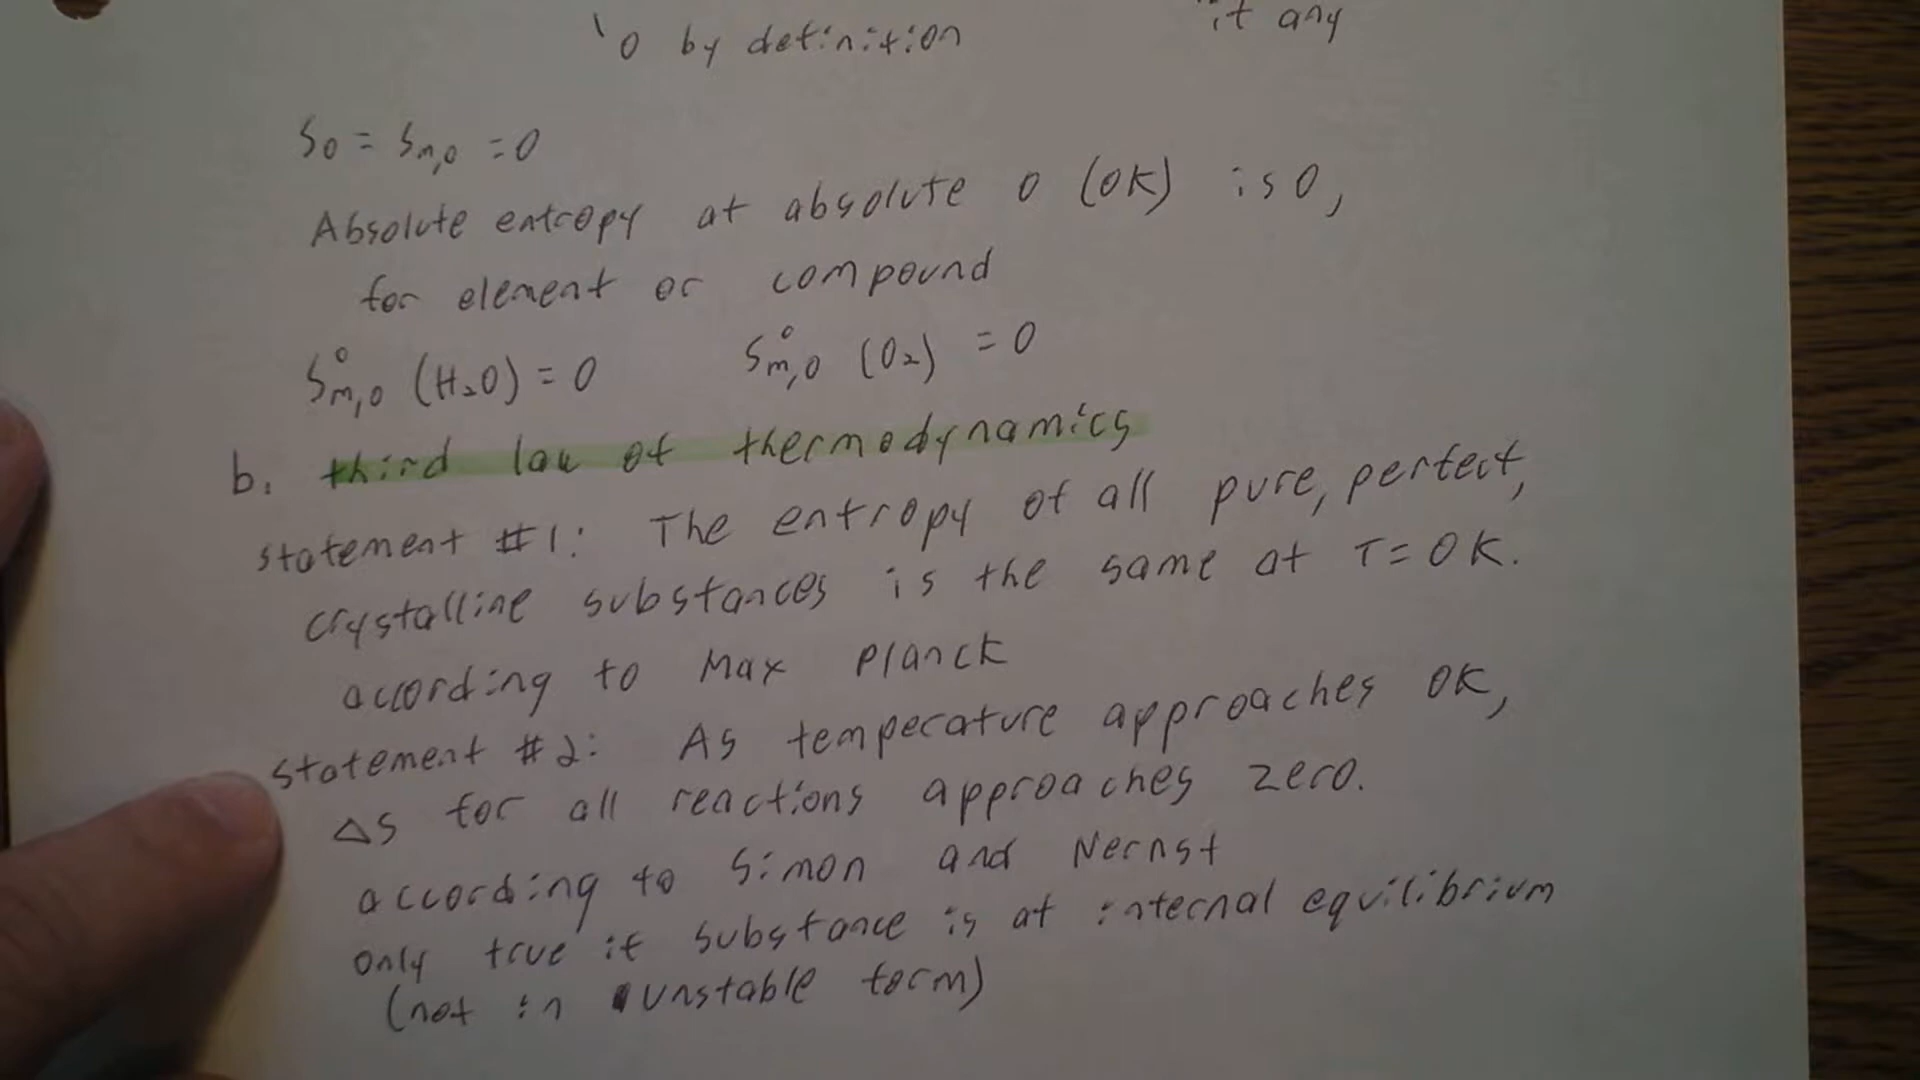 0 by definition if any
S₀ = Sₘ,₀ = 0
Absolute entropy at absolute 0 (0K) is 0,
for element or compound
S°ₘ,₀ (H₂O) = 0 S°ₘ,₀ (O₂) = 0
b. third law of thermodynamics
statement #1: The entropy of all pure, perfect,
crystalline substances is the same at T = 0 K.
according to Max Planck
statement #2: As temperature approaches 0K,
ΔS for all reactions approaches zero.
according to Simon and Nernst
only true if substance is at internal equilibrium
(not in unstable form)